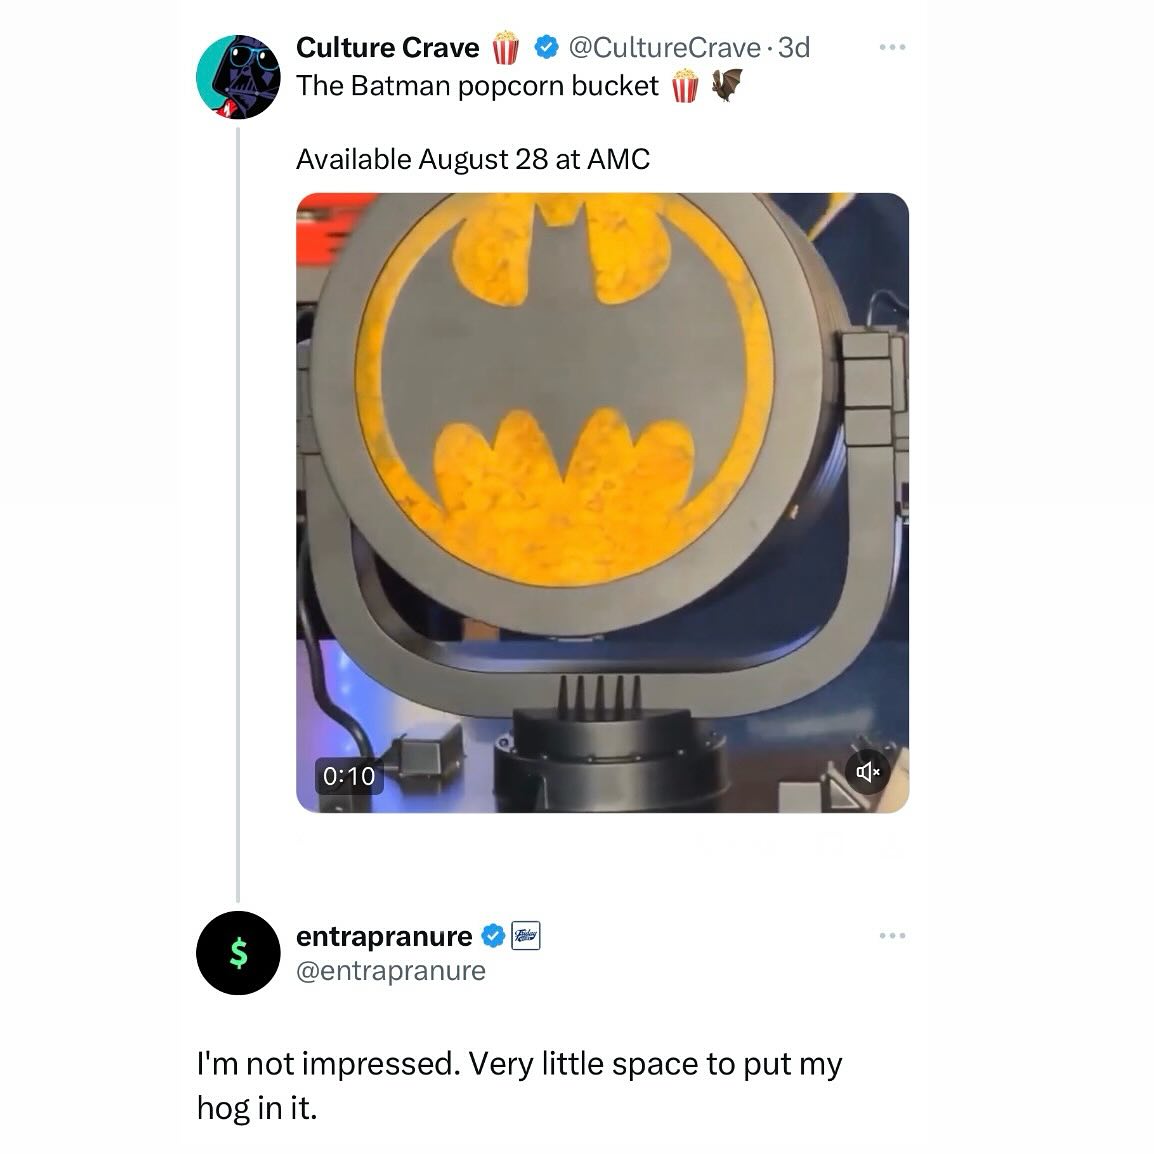 Culture Crave 🍿 @CultureCrave · 3d
The Batman popcorn bucket 🍿 🦇
Available August 28 at AMC
0:10
$ entrapranure
@entrapranure
I'm not impressed. Very little space to put my
hog in it.